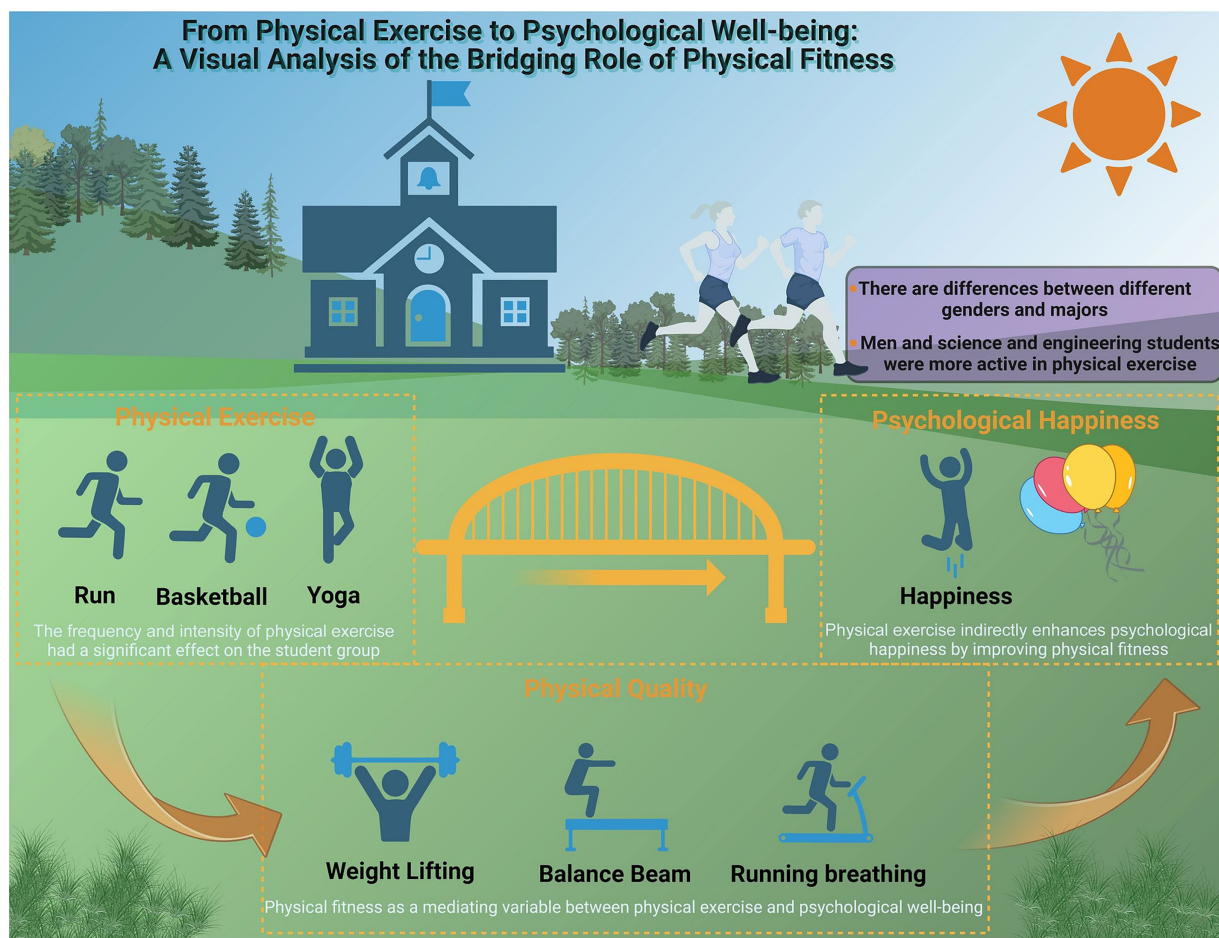 From Physical Exercise to Psychological Well-being:
A Visual Analysis of the Bridging Role of Physical Fitness
There are differences between different
genders and majors
Men and science and engineering students
were more active in physical exercise
Physical Exercise
Run
Basketball
Yoga
The frequency and intensity of physical exercise
had a significant effect on the student group
Psychological Happiness
Happiness
Physical exercise indirectly enhances psychological
happiness by improving physical fitness
Physical Quality
Weight Lifting
Balance Beam
Running breathing
Physical fitness as a mediating variable between physical exercise and psychological well-being